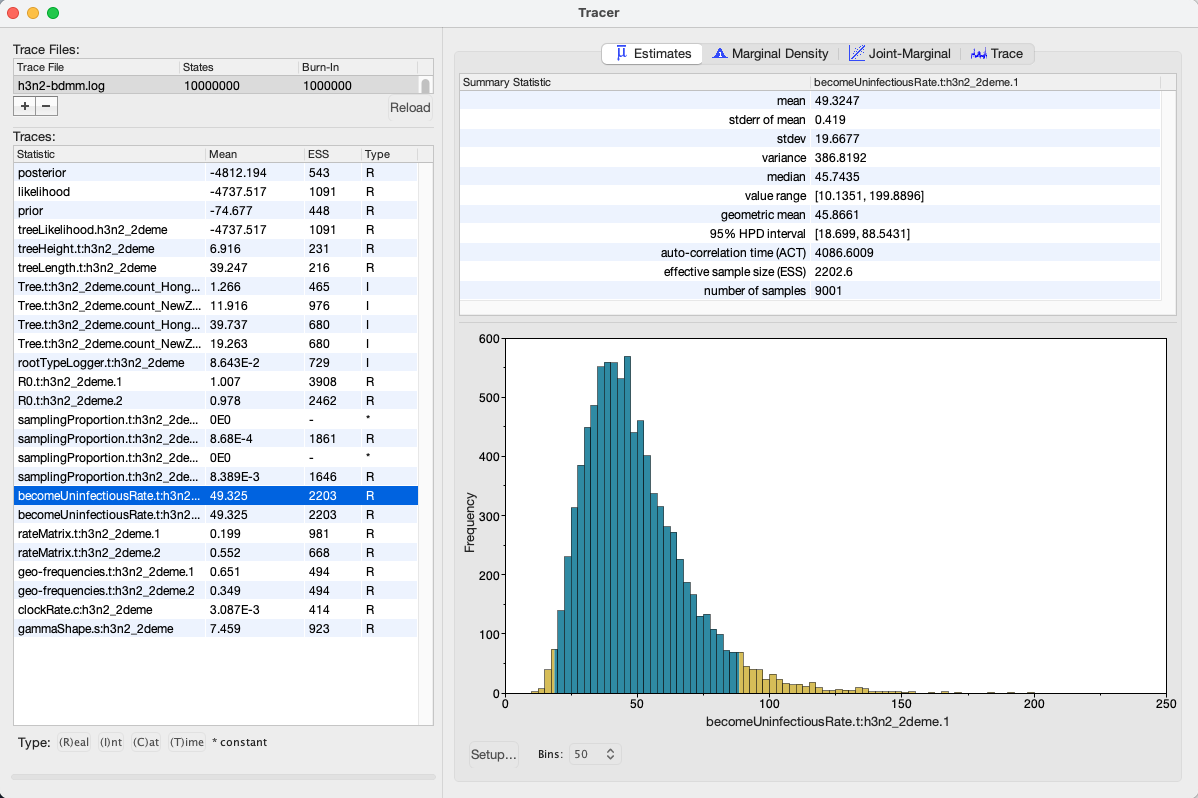 Tracer
Trace Files:
Trace File States Burn-In
h3n2-bdmm.log 10000000 1000000
+ −
Reload
Traces:
Statistic Mean ESS Type
posterior -4812.194 543 R
likelihood -4737.517 1091 R
prior -74.677 448 R
treeLikelihood.h3n2_2deme -4737.517 1091 R
treeHeight.t:h3n2_2deme 6.916 231 R
treeLength.t:h3n2_2deme 39.247 216 R
Tree.t:h3n2_2deme.count_Hong... 1.266 465 I
Tree.t:h3n2_2deme.count_NewZ... 11.916 976 I
Tree.t:h3n2_2deme.count_Hong... 39.737 680 I
Tree.t:h3n2_2deme.count_NewZ... 19.263 680 I
rootTypeLogger.t:h3n2_2deme 8.643E-2 729 I
R0.t:h3n2_2deme.1 1.007 3908 R
R0.t:h3n2_2deme.2 0.978 2462 R
samplingProportion.t:h3n2_2de... 0E0 - *
samplingProportion.t:h3n2_2de... 8.68E-4 1861 R
samplingProportion.t:h3n2_2de... 0E0 - *
samplingProportion.t:h3n2_2de... 8.389E-3 1646 R
becomeUninfectiousRate.t:h3n2... 49.325 2203 R
becomeUninfectiousRate.t:h3n2... 49.325 2203 R
rateMatrix.t:h3n2_2deme.1 0.199 981 R
rateMatrix.t:h3n2_2deme.2 0.552 668 R
geo-frequencies.t:h3n2_2deme.1 0.651 494 R
geo-frequencies.t:h3n2_2deme.2 0.349 494 R
clockRate.c:h3n2_2deme 3.087E-3 414 R
gammaShape.s:h3n2_2deme 7.459 923 R
Type: (R)eal (I)nt (C)at (T)ime * constant
μ Estimates Marginal Density Joint-Marginal Trace
Summary Statistic becomeUninfectiousRate.t:h3n2_2deme.1
mean 49.3247
stderr of mean 0.419
stdev 19.6677
variance 386.8192
median 45.7435
value range [10.1351, 199.8896]
geometric mean 45.8661
95% HPD interval [18.699, 88.5431]
auto-correlation time (ACT) 4086.6009
effective sample size (ESS) 2202.6
number of samples 9001
600
500
400
300
200
100
0
Frequency
0 50 100 150 200 250
becomeUninfectiousRate.t:h3n2_2deme.1
Setup... Bins: 50